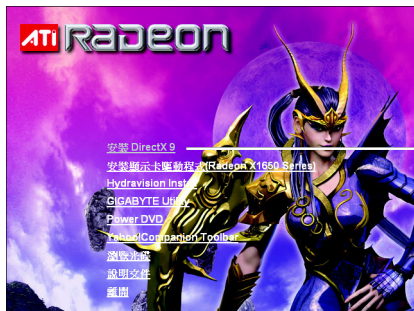 ATI RADEON
安裝 DirectX 9
安裝顯示卡驅動程式(Radeon X1650 Series)
Hydravision Install
GIGABYTE Utility
Power DVD
Yahoo!Companion Toolbar
瀏覽光碟
說明文件
離開